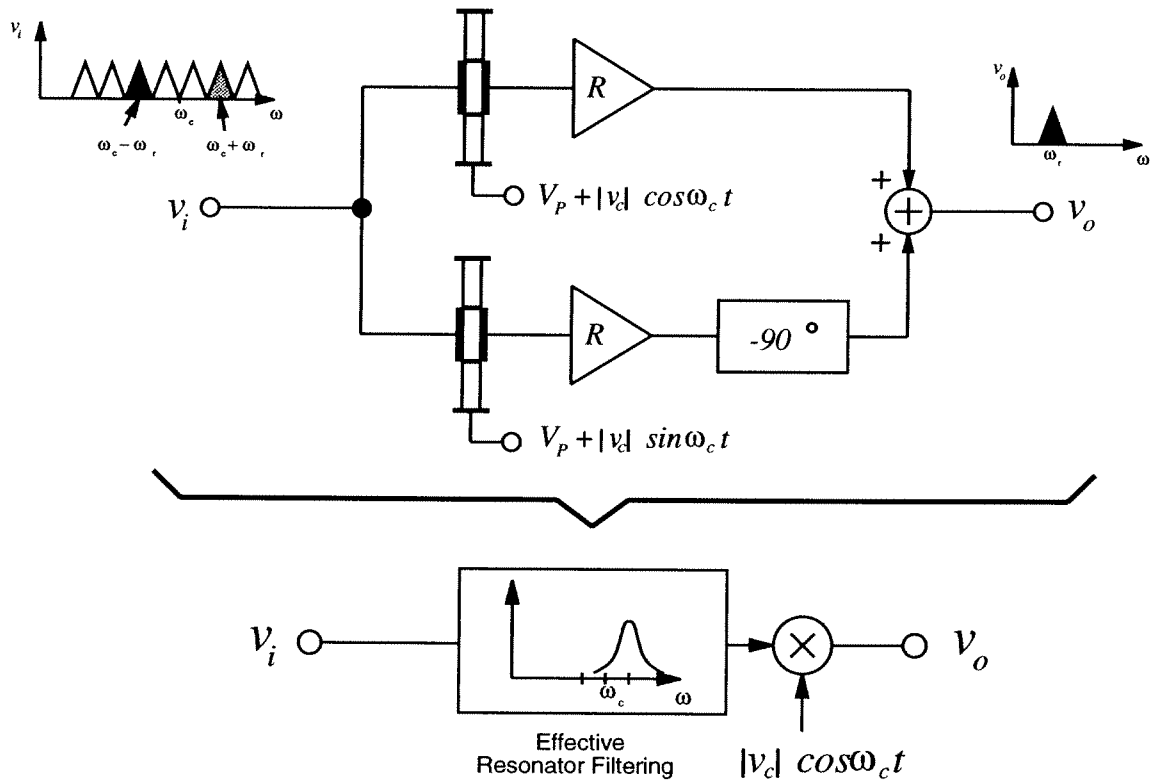 v_i
ω
ω_c
ω_c − ω_r
ω_c + ω_r
R
V_P + |v_c| cosω_c t
v_i
v_o
ω
ω_r
+
+
+
v_o
R
-90 °
V_P + |v_c| sinω_c t
v_i
ω_c
ω
×
v_o
Effective
Resonator Filtering
|v_c| cosω_c t